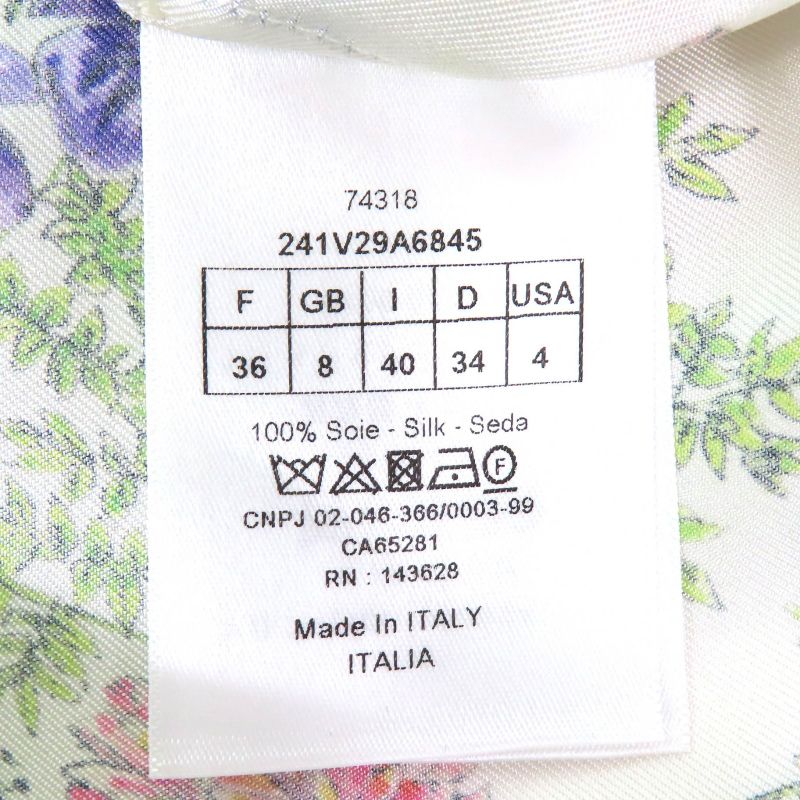 74318
241V29A6845
F GB I D USA
36 8 40 34 4
100% Soie - Silk - Seda
F
CNPJ 02-046-366/0003-99
CA65281
RN : 143628
Made In ITALY
ITALIA